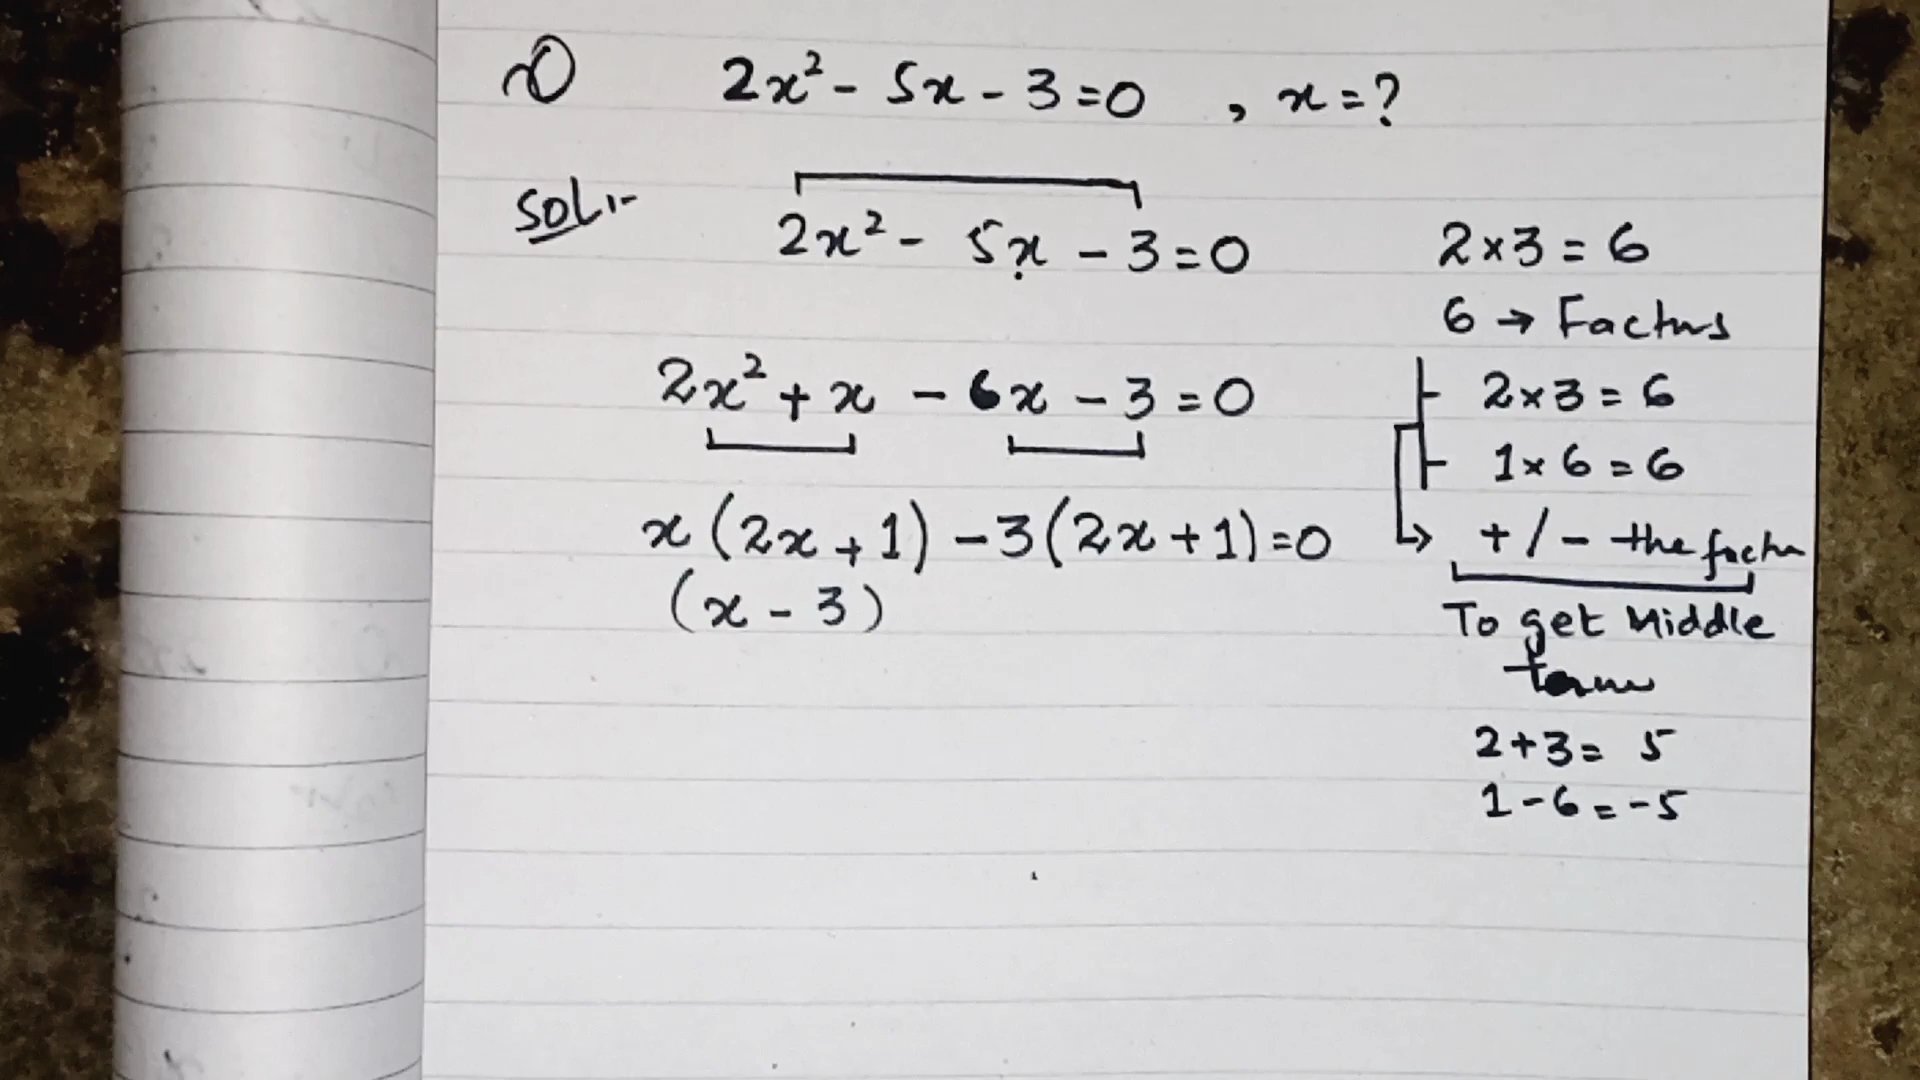 2x² - 5x - 3 = 0 , x = ?
Sol:-
2x² - 5x - 3 = 0
2x² + x - 6x - 3 = 0
x(2x + 1) - 3(2x + 1) = 0
(x - 3)
2 × 3 = 6
6 → Factors
2 × 3 = 6
1 × 6 = 6
+ / - the factor
To get Middle
term
2 + 3 = 5
1 - 6 = -5